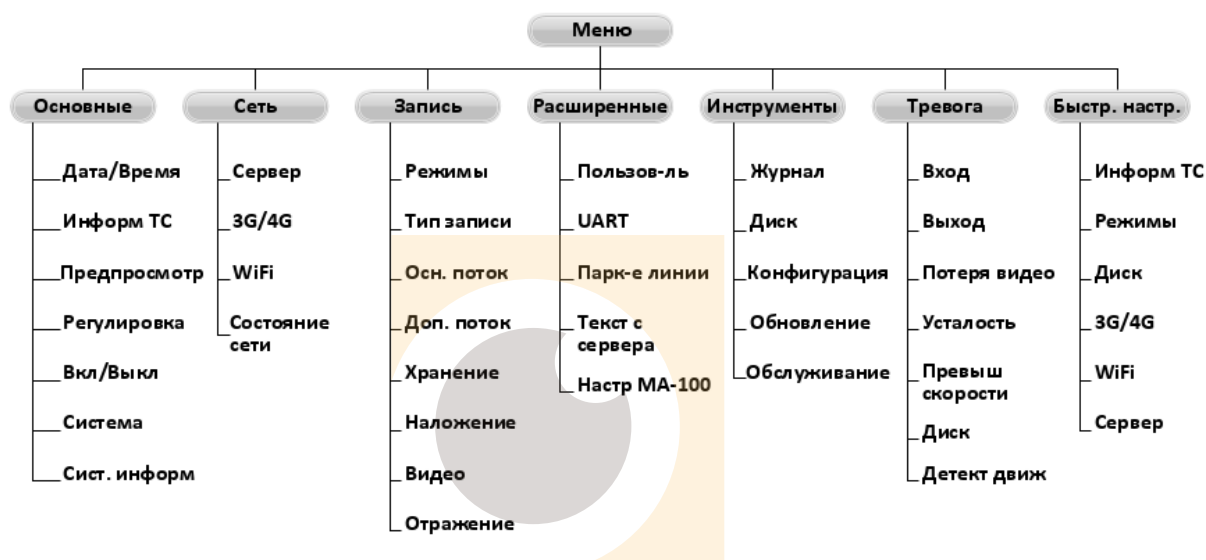 Меню
Основные
Сеть
Запись
Расширенные
Инструменты
Тревога
Быстр. настр.
Дата/Время
Информ ТС
Предпросмотр
Регулировка
Вкл/Выкл
Система
Сист. информ
Сервер
3G/4G
WiFi
Состояние
сети
Режимы
Тип записи
Осн. поток
Доп. поток
Хранение
Наложение
Видео
Отражение
Пользов-ль
UART
Парк-е линии
Текст с
сервера
Настр МА-100
Журнал
Диск
Конфигурация
Обновление
Обслуживание
Вход
Выход
Потеря видео
Усталость
Превыш
скорости
Диск
Детект движ
Информ ТС
Режимы
Диск
3G/4G
WiFi
Сервер